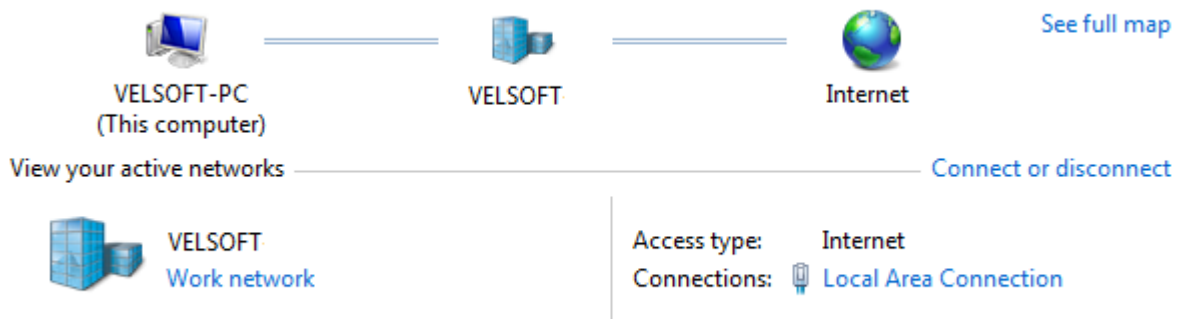 See full map
VELSOFT-PC
(This computer)
VELSOFT
Internet
View your active networks
Connect or disconnect
VELSOFT
Work network
Access type: Internet
Connections: Local Area Connection